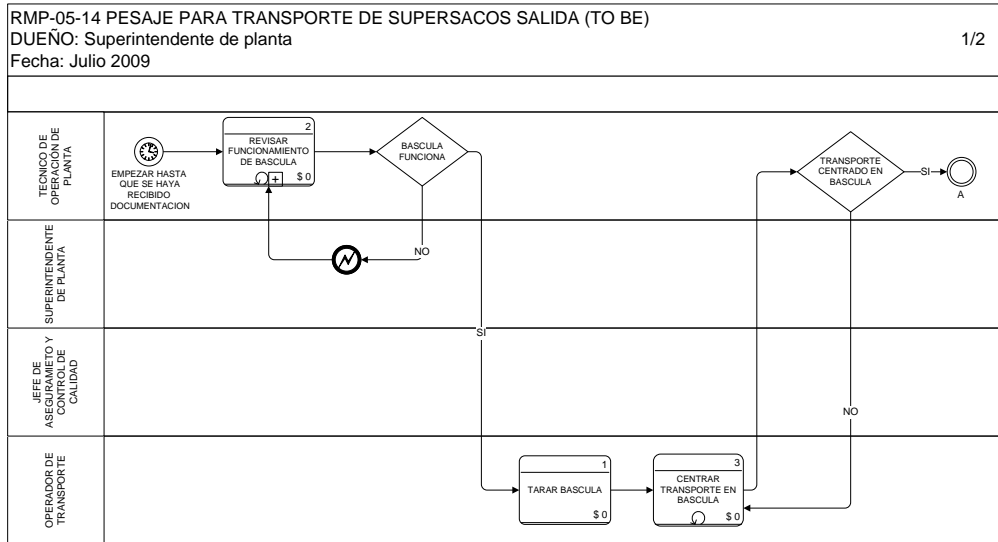 RMP-05-14 PESAJE PARA TRANSPORTE DE SUPERSACOS SALIDA (TO BE)
DUEÑO: Superintendente de planta
1/2
Fecha: Julio 2009
TECNICO DE
OPERACIÓN DE
PLANTA
EMPEZAR HASTA
QUE SE HAYA
RECIBIDO
DOCUMENTACION
2
REVISAR
FUNCIONAMIENTO
DE BASCULA
$ 0
BASCULA
FUNCIONA
TRANSPORTE
CENTRADO EN
BASCULA
SI
A
SUPERINTENDENTE
DE PLANTA
NO
SI
JEFE DE
ASEGURAMIETO Y
CONTROL DE
CALIDAD
NO
OPERADOR DE
TRANSPORTE
1
TARAR BASCULA
$ 0
3
CENTRAR
TRANSPORTE EN
BASCULA
$ 0